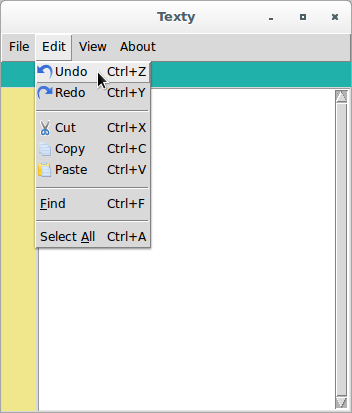 Texty
File Edit View About
Undo Ctrl+Z
Redo Ctrl+Y
Cut Ctrl+X
Copy Ctrl+C
Paste Ctrl+V
Find Ctrl+F
Select All Ctrl+A